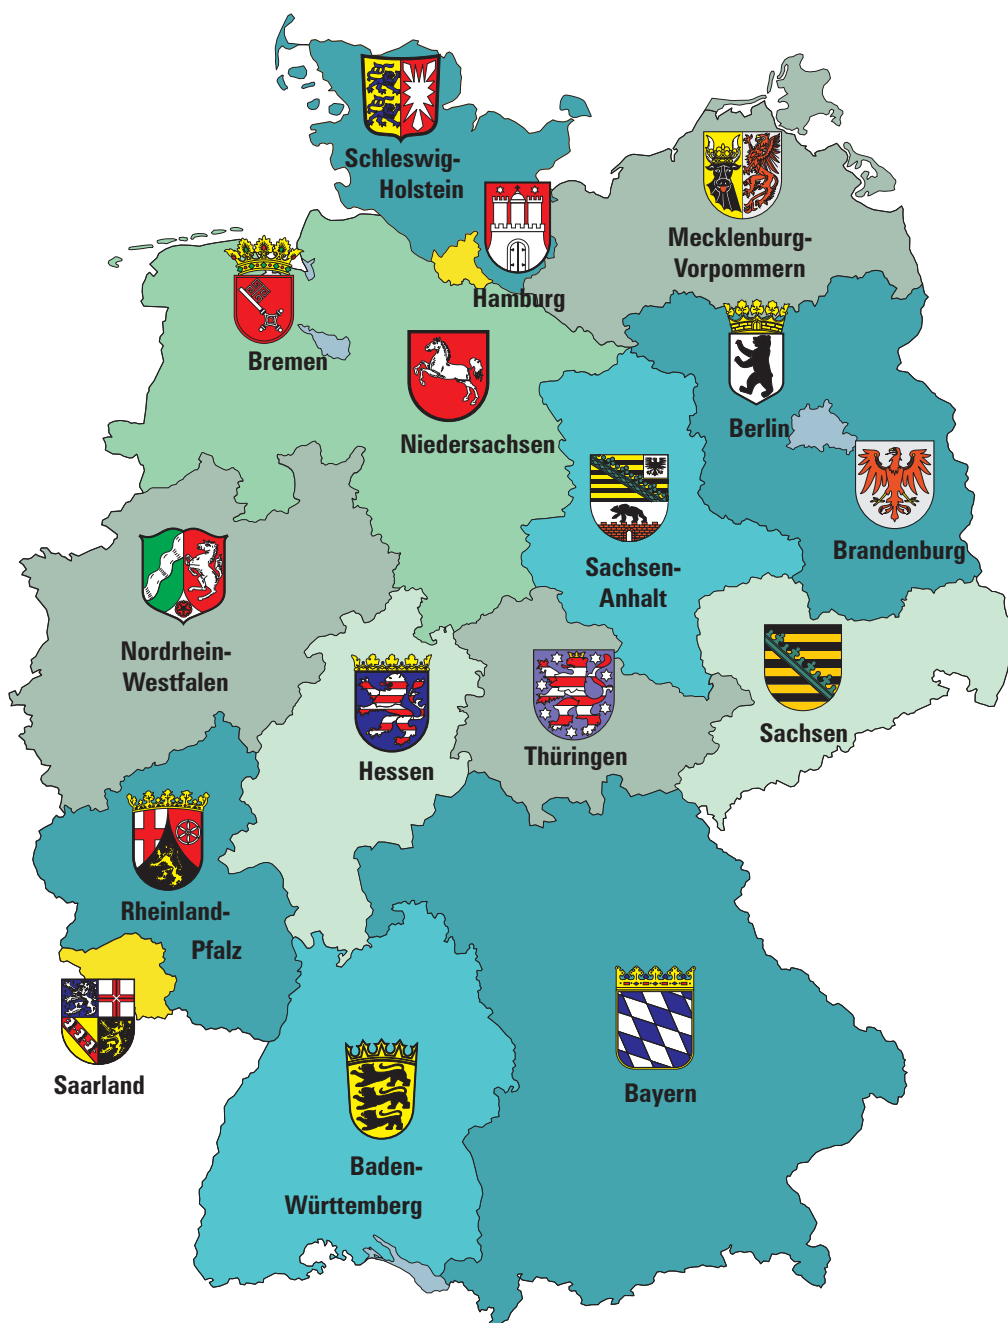 Schleswig-
Holstein
Mecklenburg-
Vorpommern
Hamburg
Bremen
Niedersachsen
Berlin
Brandenburg
Sachsen-
Anhalt
Nordrhein-
Westfalen
Hessen
Thüringen
Sachsen
Rheinland-
Pfalz
Saarland
Bayern
Baden-
Württemberg